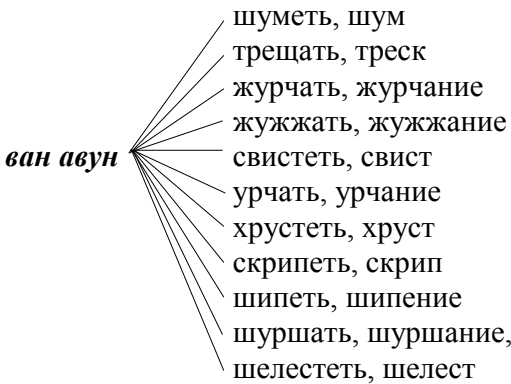 шуметь, шум
трещать, треск
журчать, журчание
жужжать, жужжание
ван авун
свистеть, свист
урчать, урчание
хрустеть, хруст
скрипеть, скрип
шипеть, шипение
шуршать, шуршание,
шелестеть, шелест